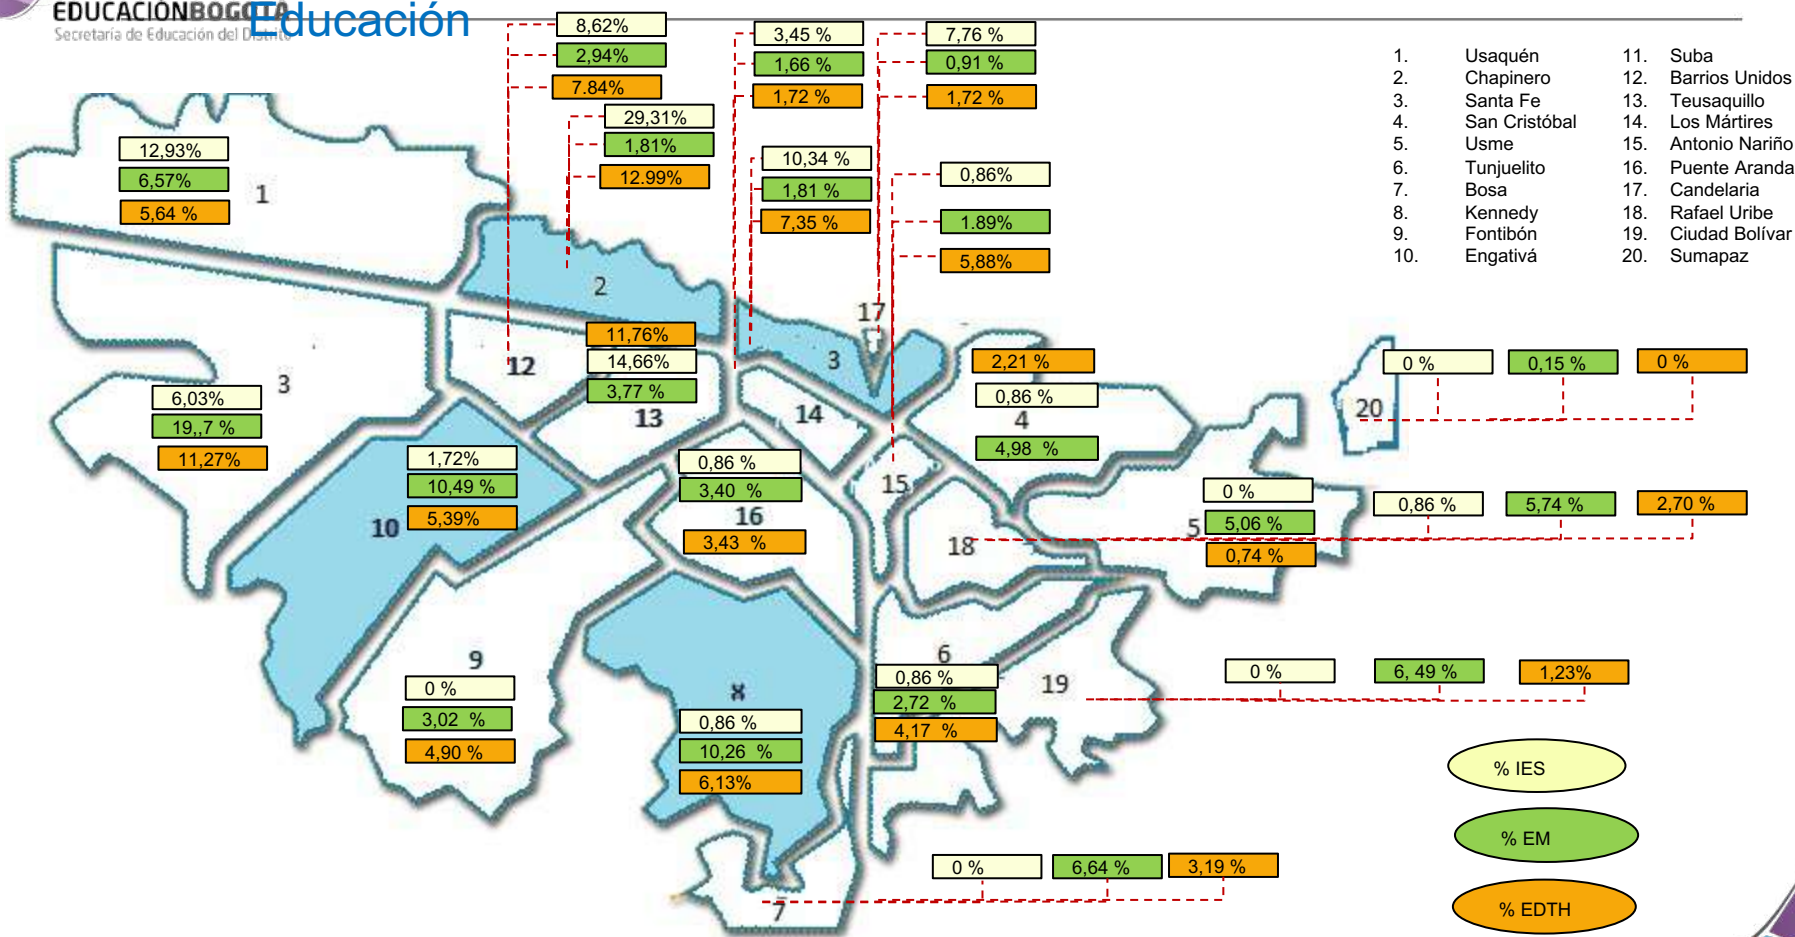 EDUCACIÓNBOGOTÁ
Secretaría de Educación del Distrito
Educación
8,62%
2,94%
7.84%
3,45 %
1,66 %
1,72 %
7,76 %
0,91 %
1,72 %
1. Usaquén
2. Chapinero
3. Santa Fe
4. San Cristóbal
5. Usme
6. Tunjuelito
7. Bosa
8. Kennedy
9. Fontibón
10. Engativá
11. Suba
12. Barrios Unidos
13. Teusaquillo
14. Los Mártires
15. Antonio Nariño
16. Puente Aranda
17. Candelaria
18. Rafael Uribe
19. Ciudad Bolívar
20. Sumapaz
29,31%
1,81%
12.99%
12,93%
6,57%
5,64 %
1
10,34 %
1,81 %
7,35 %
0,86%
1.89%
5,88%
2
17
3
12
11,76%
14,66%
3,77 %
13
14
3
6,03%
19,,7 %
11,27%
2,21 %
0,86 %
4
4,98 %
0 %
0,15 %
0 %
20
1,72%
10,49 %
5,39%
10
0,86 %
3,40 %
16
3,43 %
15
18
0 %
5,06 %
0,74 %
5
0,86 %
5,74 %
2,70 %
9
0 %
3,02 %
4,90 %
8
0,86 %
10,26 %
6,13%
6
0,86 %
2,72 %
4,17 %
19
0 %
6, 49 %
1,23%
7
0 %
6,64 %
3,19 %
% IES
% EM
% EDTH